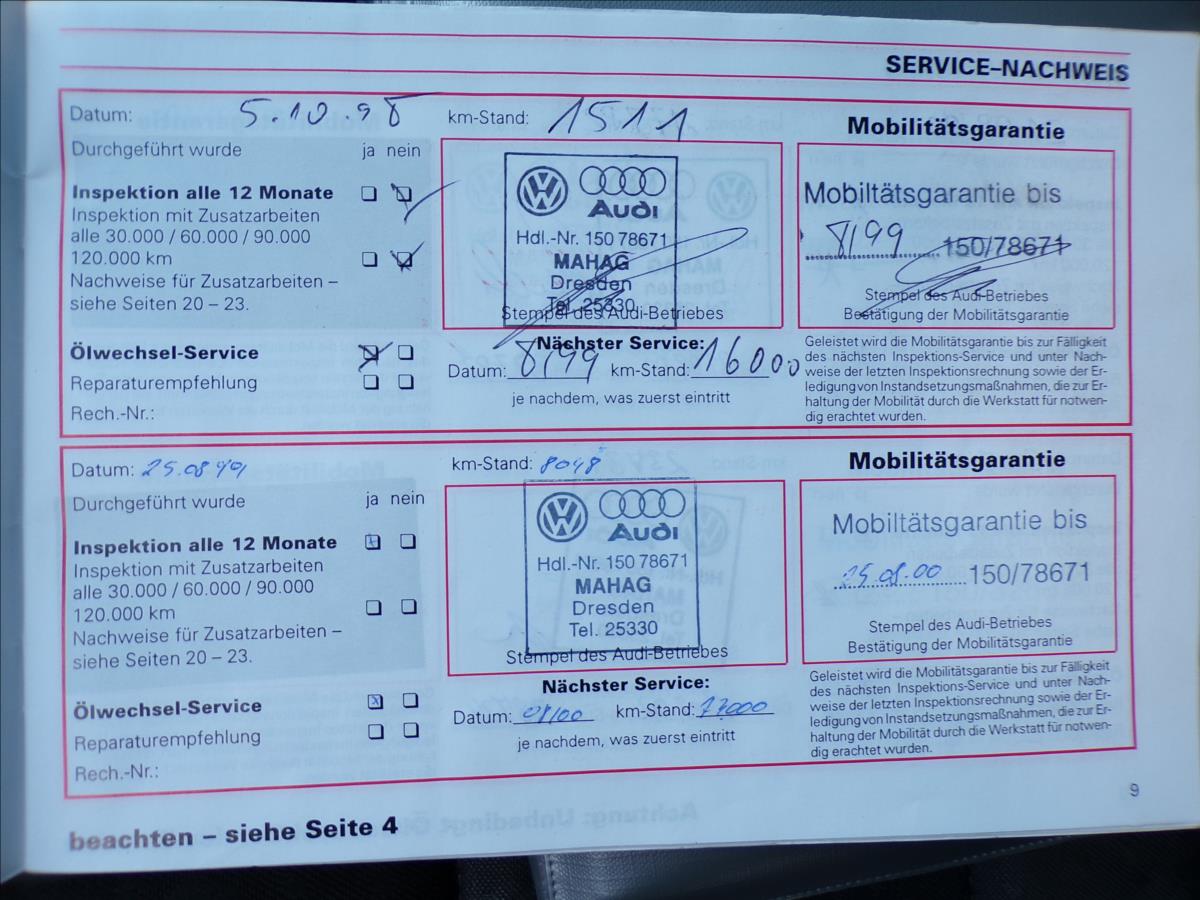 SERVICE–NACHWEIS
Datum: 5.10.98 km-Stand: 1511
Durchgeführt wurde ja nein
Inspektion alle 12 Monate
Inspektion mit Zusatzarbeiten
alle 30.000 / 60.000 / 90.000
120.000 km
Nachweise für Zusatzarbeiten –
siehe Seiten 20 – 23.
Ölwechsel-Service
Reparaturempfehlung
Rech.-Nr.:
Audi
Hdl.-Nr. 150 78671
MAHAG
Dresden
Tel. 25330
Stempel des Audi-Betriebes
Nächster Service:
Datum: 8/99 km-Stand: 16000
je nachdem, was zuerst eintritt
Mobilitätsgarantie
Mobiltätsgarantie bis
8/99 150/78671
Stempel des Audi-Betriebes
Bestätigung der Mobilitätsgarantie
Geleistet wird die Mobilitätsgarantie bis zur Fälligkeit
des nächsten Inspektions-Service und unter Nach-
weise der letzten Inspektionsrechnung sowie der Er-
ledigung von Instandsetzungsmaßnahmen, die zur Er-
haltung der Mobilität durch die Werkstatt für notwen-
dig erachtet wurden.
Datum: 25.08.99 km-Stand: 8048
Durchgeführt wurde ja nein
Inspektion alle 12 Monate
Inspektion mit Zusatzarbeiten
alle 30.000 / 60.000 / 90.000
120.000 km
Nachweise für Zusatzarbeiten –
siehe Seiten 20 – 23.
Ölwechsel-Service
Reparaturempfehlung
Rech.-Nr.:
Audi
Hdl.-Nr. 150 78671
MAHAG
Dresden
Tel. 25330
Stempel des Audi-Betriebes
Nächster Service:
Datum: 08/00 km-Stand:
je nachdem, was zuerst eintritt
Mobilitätsgarantie
Mobiltätsgarantie bis
25.08.00 150/78671
Stempel des Audi-Betriebes
Bestätigung der Mobilitätsgarantie
Geleistet wird die Mobilitätsgarantie bis zur Fälligkeit
des nächsten Inspektions-Service und unter Nach-
weise der letzten Inspektionsrechnung sowie der Er-
ledigung von Instandsetzungsmaßnahmen, die zur Er-
haltung der Mobilität durch die Werkstatt für notwen-
dig erachtet wurden.
9
beachten – siehe Seite 4